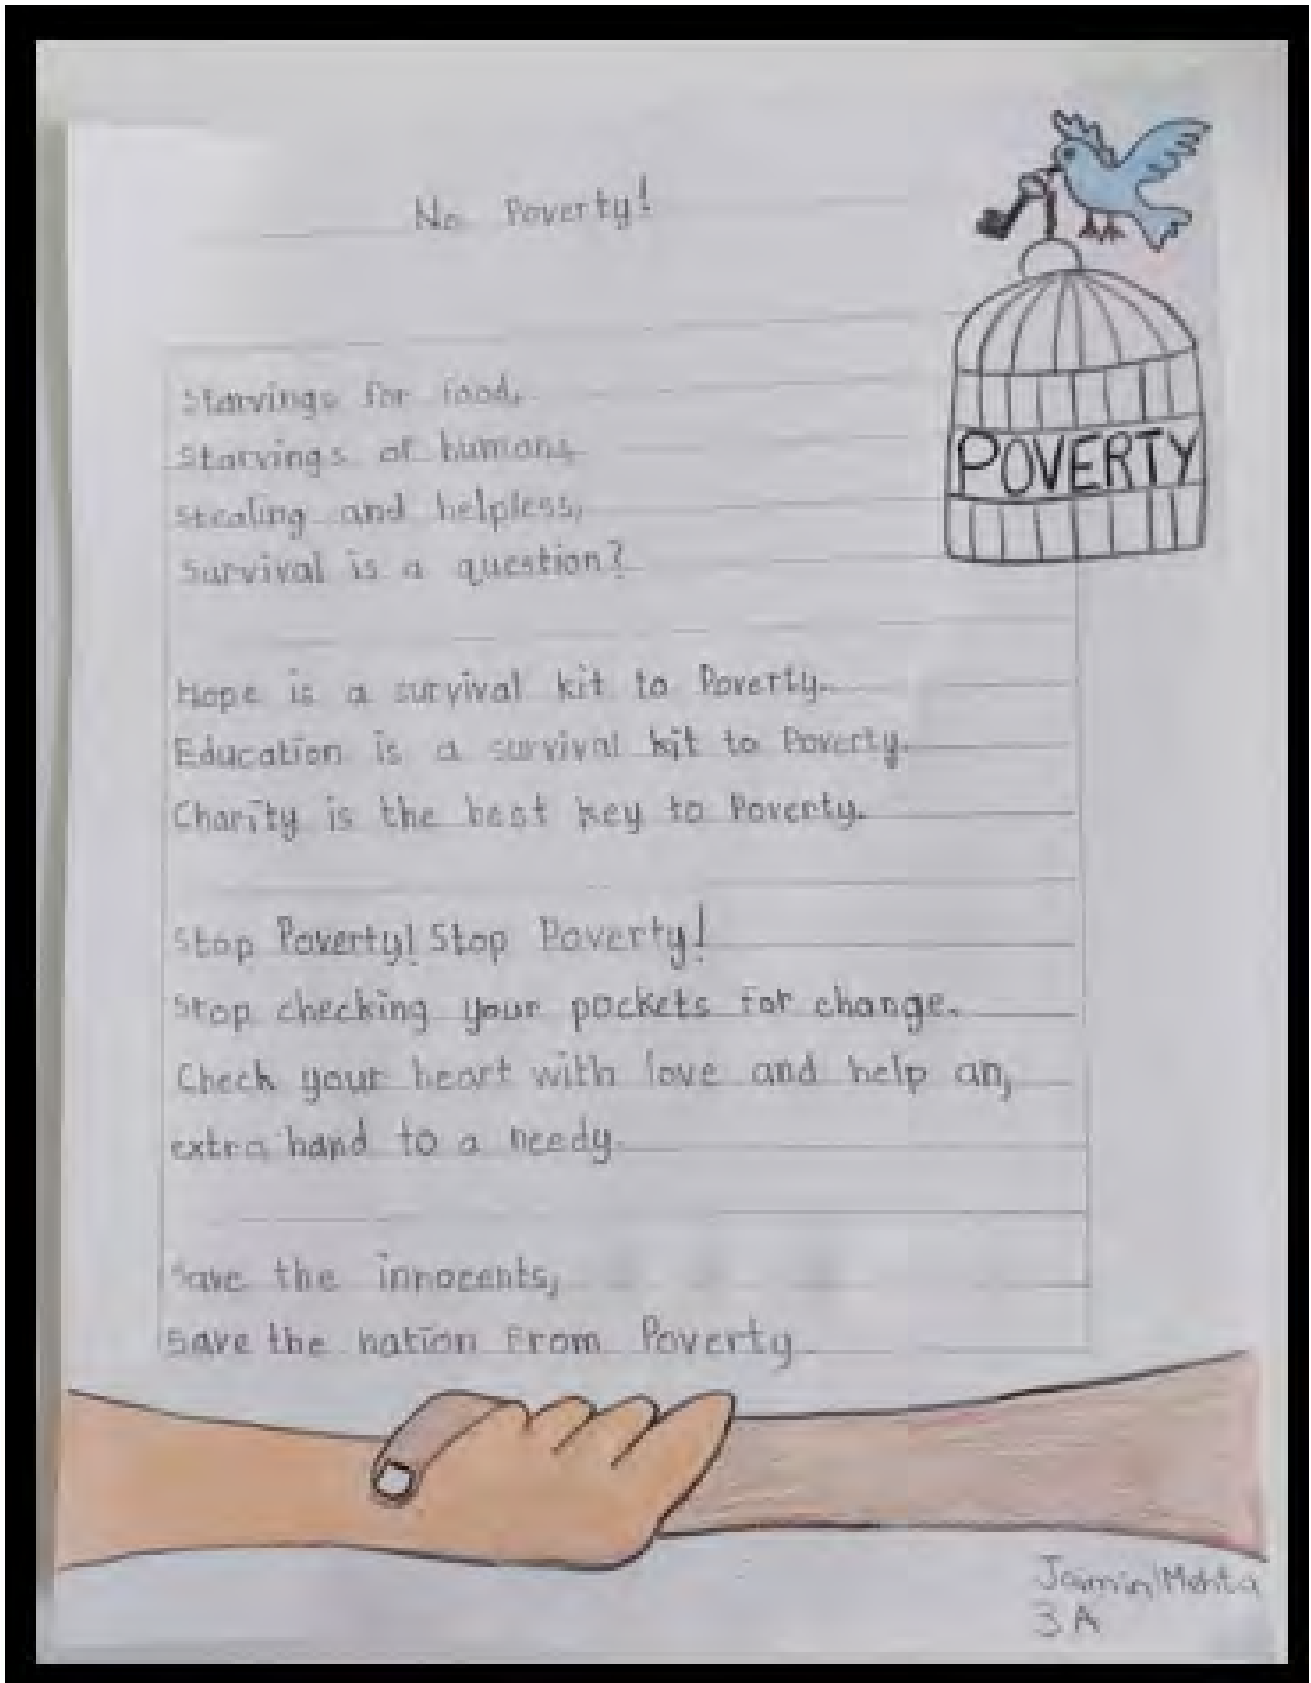 No Poverty!
Starvings for food,
Starvings of humans,
Stealing and helpless,
Survival is a question?
POVERTY
Hope is a survival kit to Poverty.
Education is a survival kit to Poverty.
Charity is the best key to Poverty.
Stop Poverty! Stop Poverty!
Stop checking your pockets for change.
Check your heart with love and help an,
extra hand to a needy.
Save the innocents,
Save the nation From Poverty
Mehta
3 A